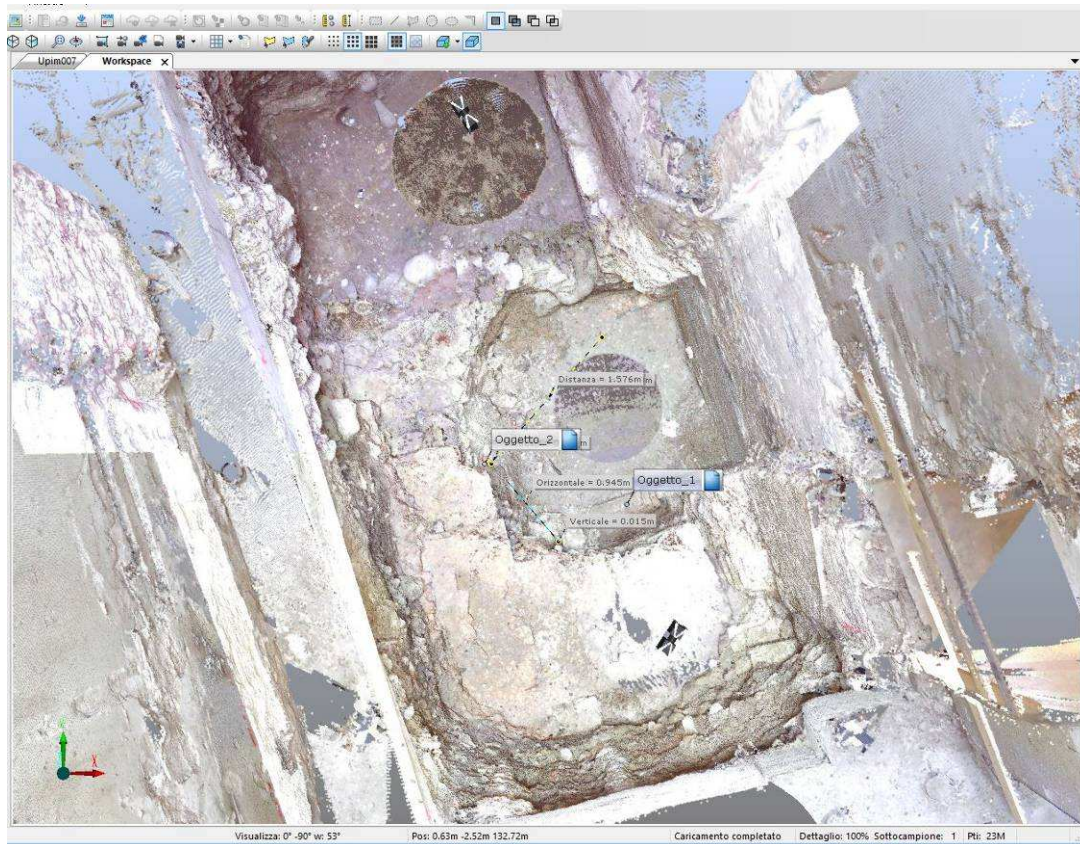 Upim007
Workspace
Distanza = 1.576m
Oggetto_2
Orizzontale = 0.945m
Oggetto_1
Verticale = 0.015m
Y
X
Visualizza: 0° -90° w: 53° Pos: 0.63m -2.52m 132.72m Caricamento completato Dettaglio: 100% Sottocampione: 1 Pti: 23M